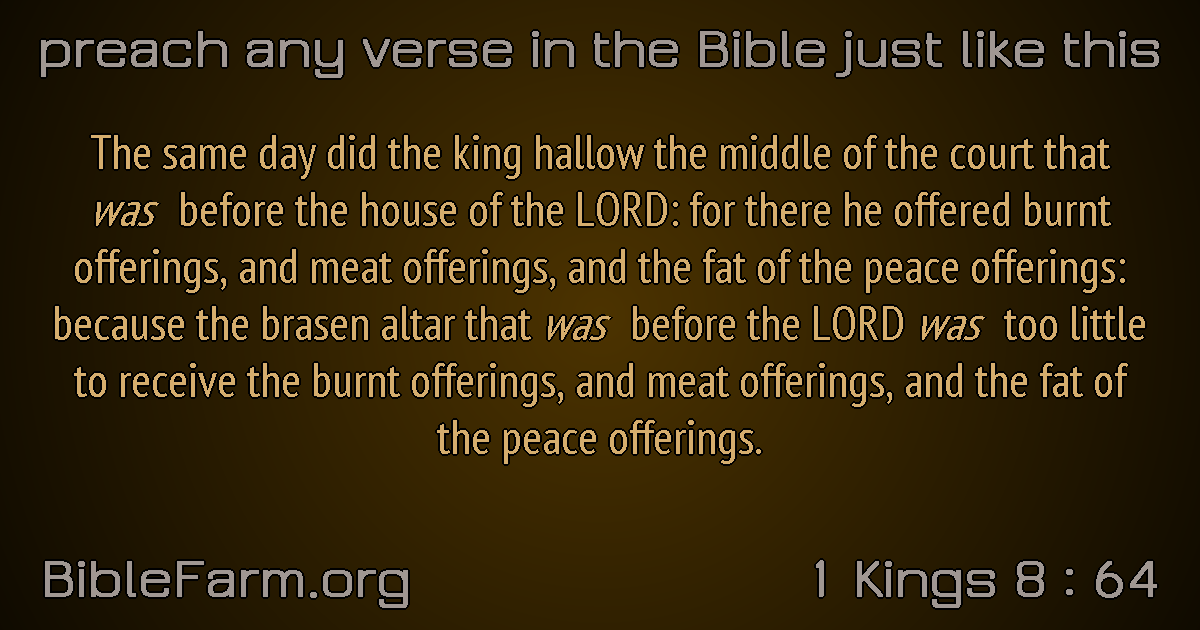 preach any verse in the Bible just like this
The same day did the king hallow the middle of the court that
was before the house of the LORD: for there he offered burnt
offerings, and meat offerings, and the fat of the peace offerings:
because the brasen altar that was before the LORD was too little
to receive the burnt offerings, and meat offerings, and the fat of
the peace offerings.
BibleFarm.org
1 Kings 8 : 64